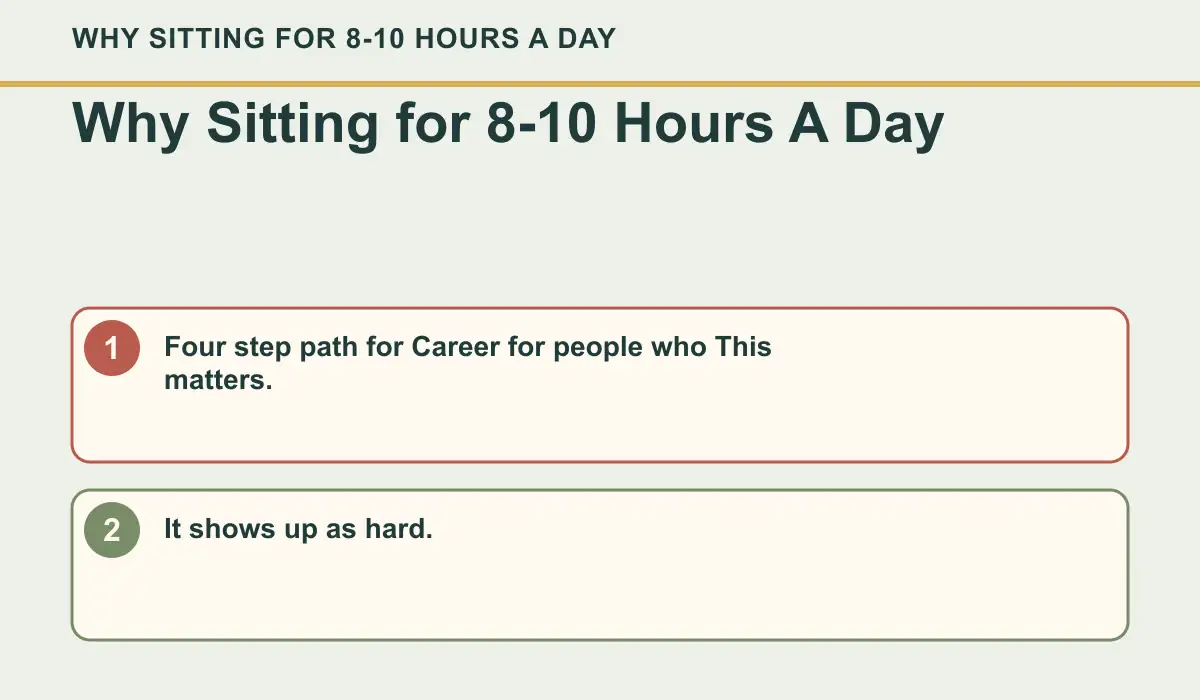 WHY SITTING FOR 8-10 HOURS A DAY
Why Sitting for 8-10 Hours A Day
1
Four step path for Career for people who This
matters.
2
It shows up as hard.